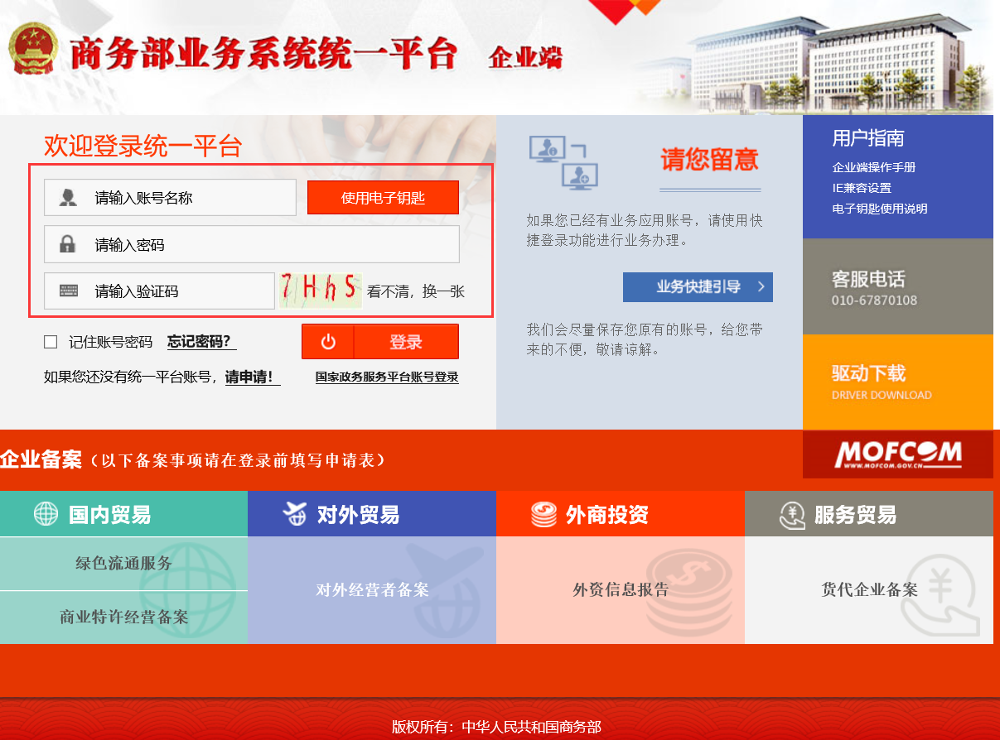 商务部业务系统统一平台 企业端
欢迎登录统一平台
请输入账号名称
使用电子钥匙
请输入密码
请输入验证码
7HhS
看不清，换一张
记住账号密码
忘记密码?
登录
如果您还没有统一平台账号，请申请！
国家政务服务平台账号登录
请您留意
如果您已经有业务应用账号，请使用快
捷登录功能进行业务办理。
业务快捷引导
我们会尽量保存您原有的账号，给您带
来的不便，敬请谅解。
用户指南
企业端操作手册
IE兼容设置
电子钥匙使用说明
客服电话
010-67870108
驱动下载
DRIVER DOWNLOAD
MOFCOM
WWW.MOFCOM.GOV.CN
企业备案（以下备案事项请在登录前填写申请表）
国内贸易
绿色流通服务
商业特许经营备案
对外贸易
对外经营者备案
外商投资
外资信息报告
服务贸易
货代企业备案
版权所有：中华人民共和国商务部